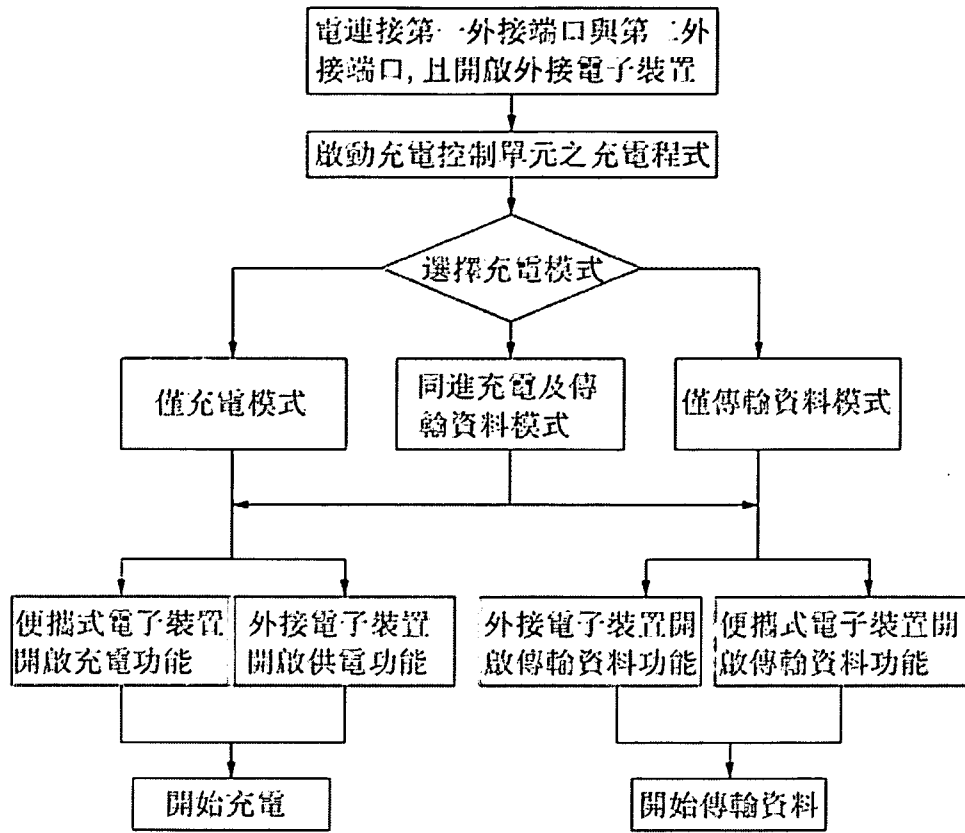 電連接第一外接端口與第二外
接端口,且開啟外接電子裝置
啟動充電控制單元之充電程式
選擇充電模式
僅充電模式
同進充電及傳
輸資料模式
僅傳輸資料模式
便攜式電子裝置
開啟充電功能
外接電子裝置
開啟供電功能
外接電子裝置開
啟傳輸資料功能
便攜式電子裝置開
啟傳輸資料功能
開始充電
開始傳輸資料